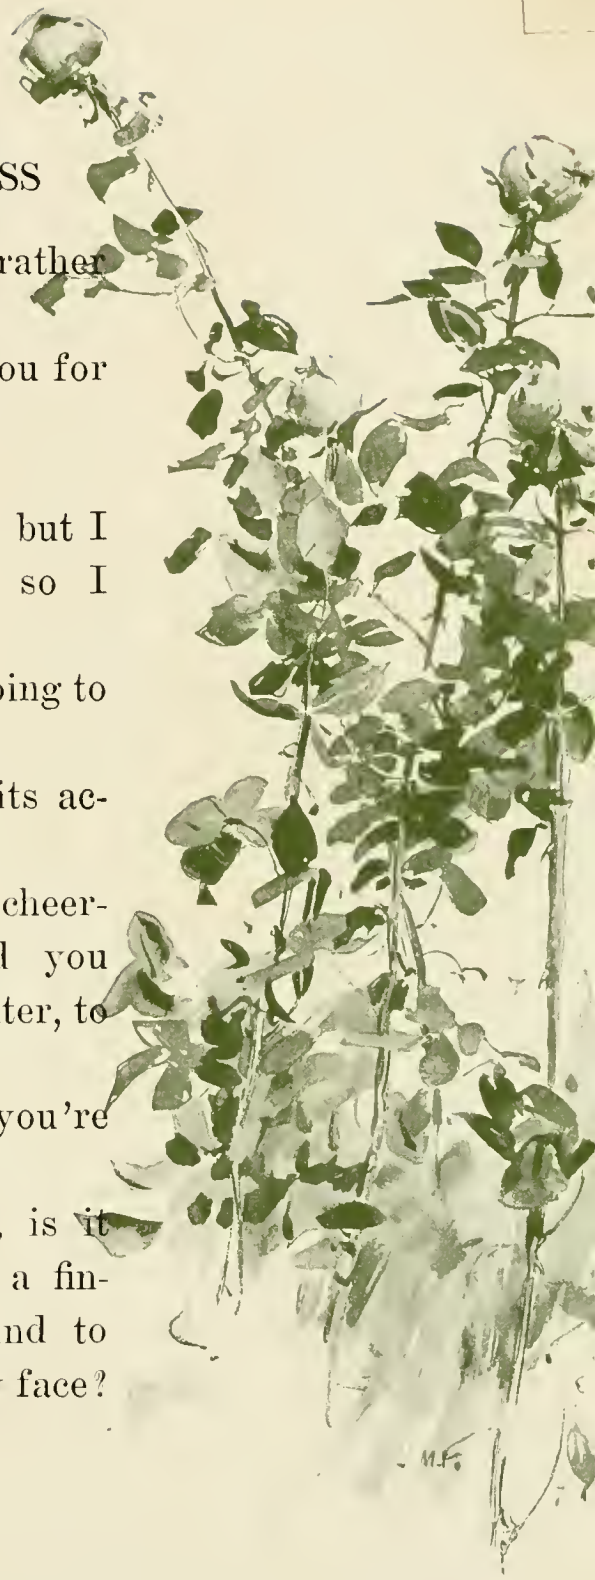 SS
rather
ou for
but I
so I
oing to
its ac-
cheer-
d you
ter, to
you're
, is it
a fin-
nd to
face?
M.P.